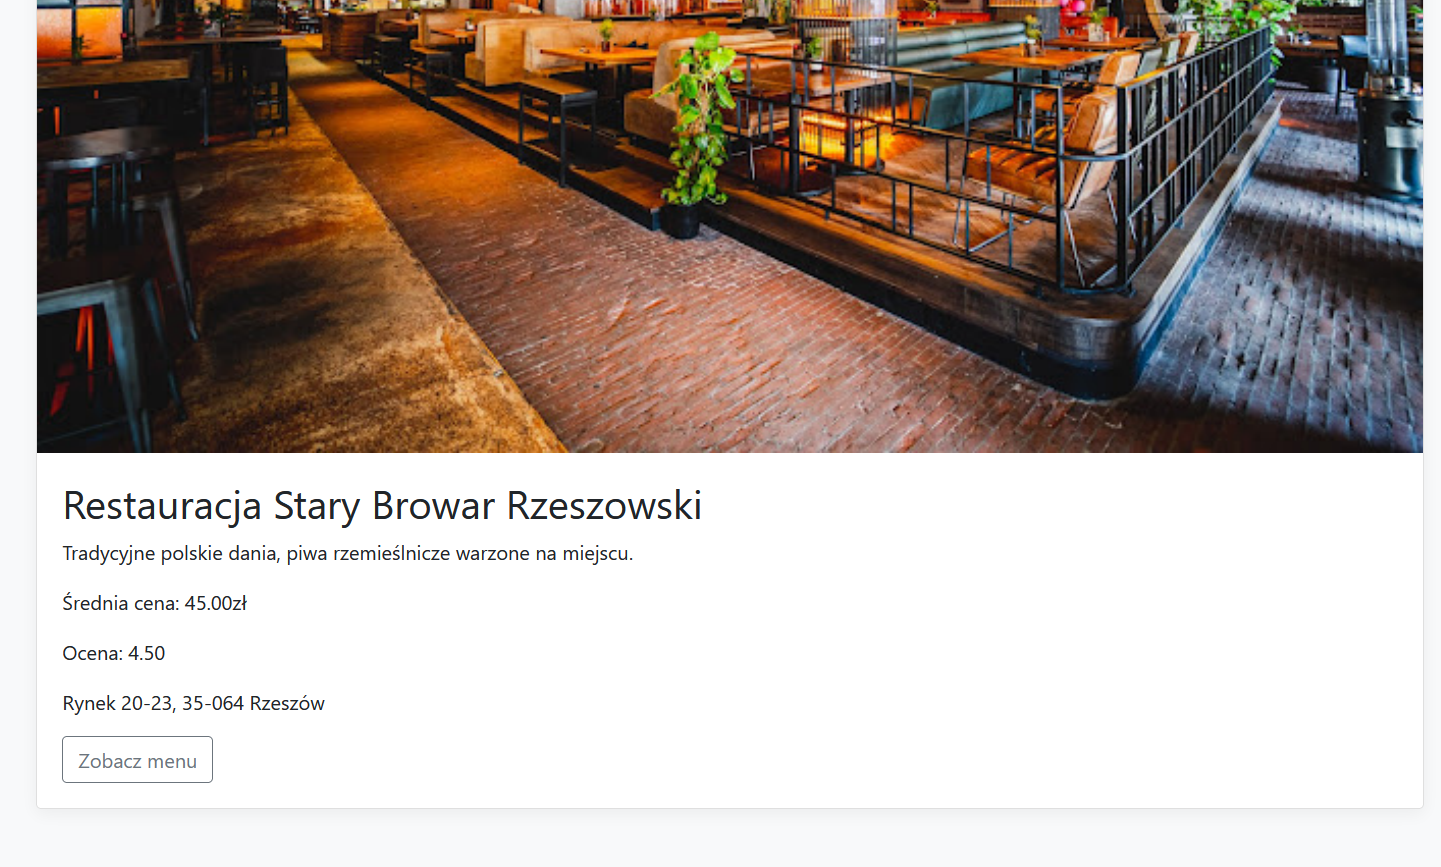 Restauracja Stary Browar Rzeszowski
Tradycyjne polskie dania, piwa rzemieślnicze warzone na miejscu.
Średnia cena: 45.00zł
Ocena: 4.50
Rynek 20-23, 35-064 Rzeszów
Zobacz menu